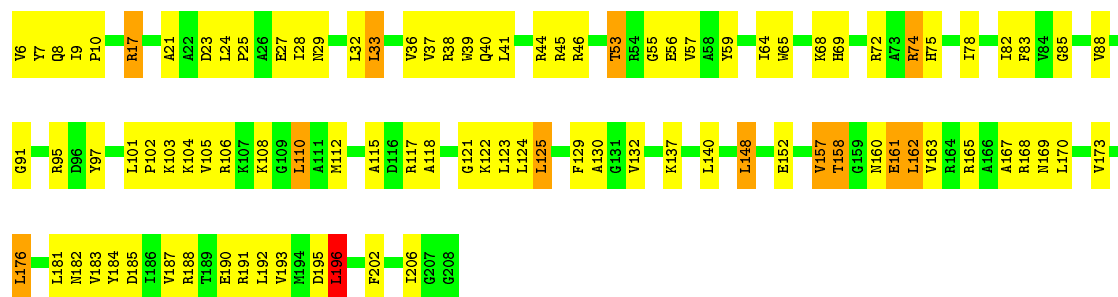 V6 Y7 Q8 I9 P10 R17 A21 A22 D23 L24 P25 A26 E27 I28 N29 L32 L33 V36 V37 R38 W39 Q40 L41 R44 R45 R46 T53 R54 G55 E56 V57 A58 Y59 I64 W65 K68 H69 R72 A73 R74 H75 I78 I82 F83 V84 G85 V88
G91 R95 D96 Y97 L101 P102 K103 K104 V105 R106 K107 K108 G109 L110 A111 M112 A115 D116 R117 A118 G121 K122 L123 L124 L125 F129 A130 G131 V132 K137 L140 L148 E152 V157 T158 G159 N160 E161 L162 V163 R164 R165 A166 A167 R168 N169 L170 V173
L176 L181 N182 V183 Y184 D185 I186 V187 R188 T189 E190 R191 L192 V193 M194 D195 L196 F202 I206 G207 G208